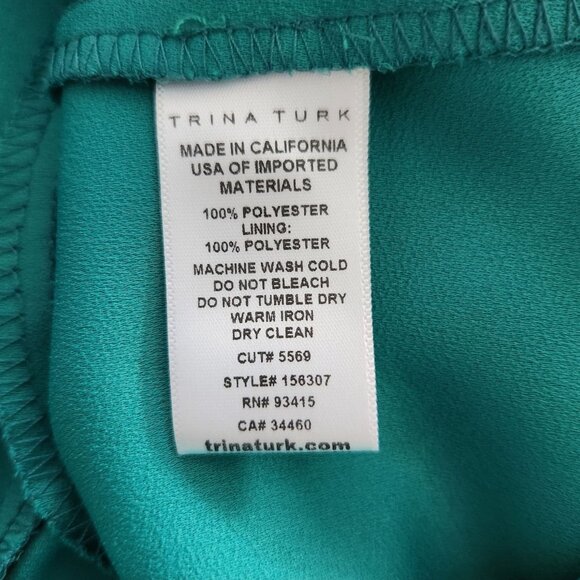 TRINA TURK
MADE IN CALIFORNIA
USA OF IMPORTED
MATERIALS
100% POLYESTER
LINING:
100% POLYESTER
MACHINE WASH COLD
DO NOT BLEACH
DO NOT TUMBLE DRY
WARM IRON
DRY CLEAN
CUT# 5569
STYLE# 156307
RN# 93415
CA# 34460
trinaturk.com